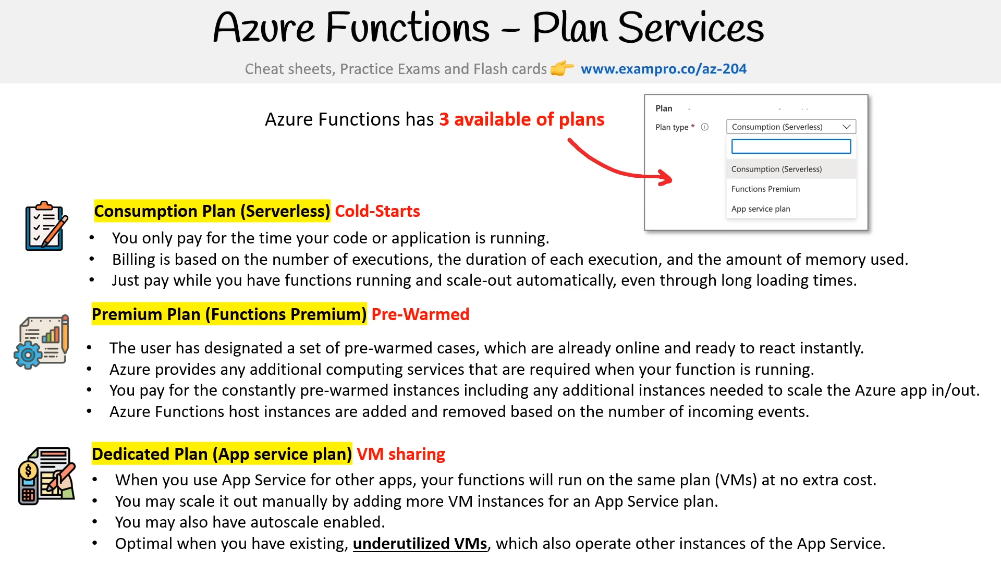 Azure Functions – Plan Services
Cheat sheets, Practice Exams and Flash cards 👉 www.exampro.co/az-204
Azure Functions has 3 available of plans
Plan
Plan type * ⓘ
Consumption (Serverless)
Consumption (Serverless)
Functions Premium
App service plan
Consumption Plan (Serverless) Cold-Starts
• You only pay for the time your code or application is running.
• Billing is based on the number of executions, the duration of each execution, and the amount of memory used.
• Just pay while you have functions running and scale-out automatically, even through long loading times.
Premium Plan (Functions Premium) Pre-Warmed
• The user has designated a set of pre-warmed cases, which are already online and ready to react instantly.
• Azure provides any additional computing services that are required when your function is running.
• You pay for the constantly pre-warmed instances including any additional instances needed to scale the Azure app in/out.
• Azure Functions host instances are added and removed based on the number of incoming events.
Dedicated Plan (App service plan) VM sharing
• When you use App Service for other apps, your functions will run on the same plan (VMs) at no extra cost.
• You may scale it out manually by adding more VM instances for an App Service plan.
• You may also have autoscale enabled.
• Optimal when you have existing, underutilized VMs, which also operate other instances of the App Service.